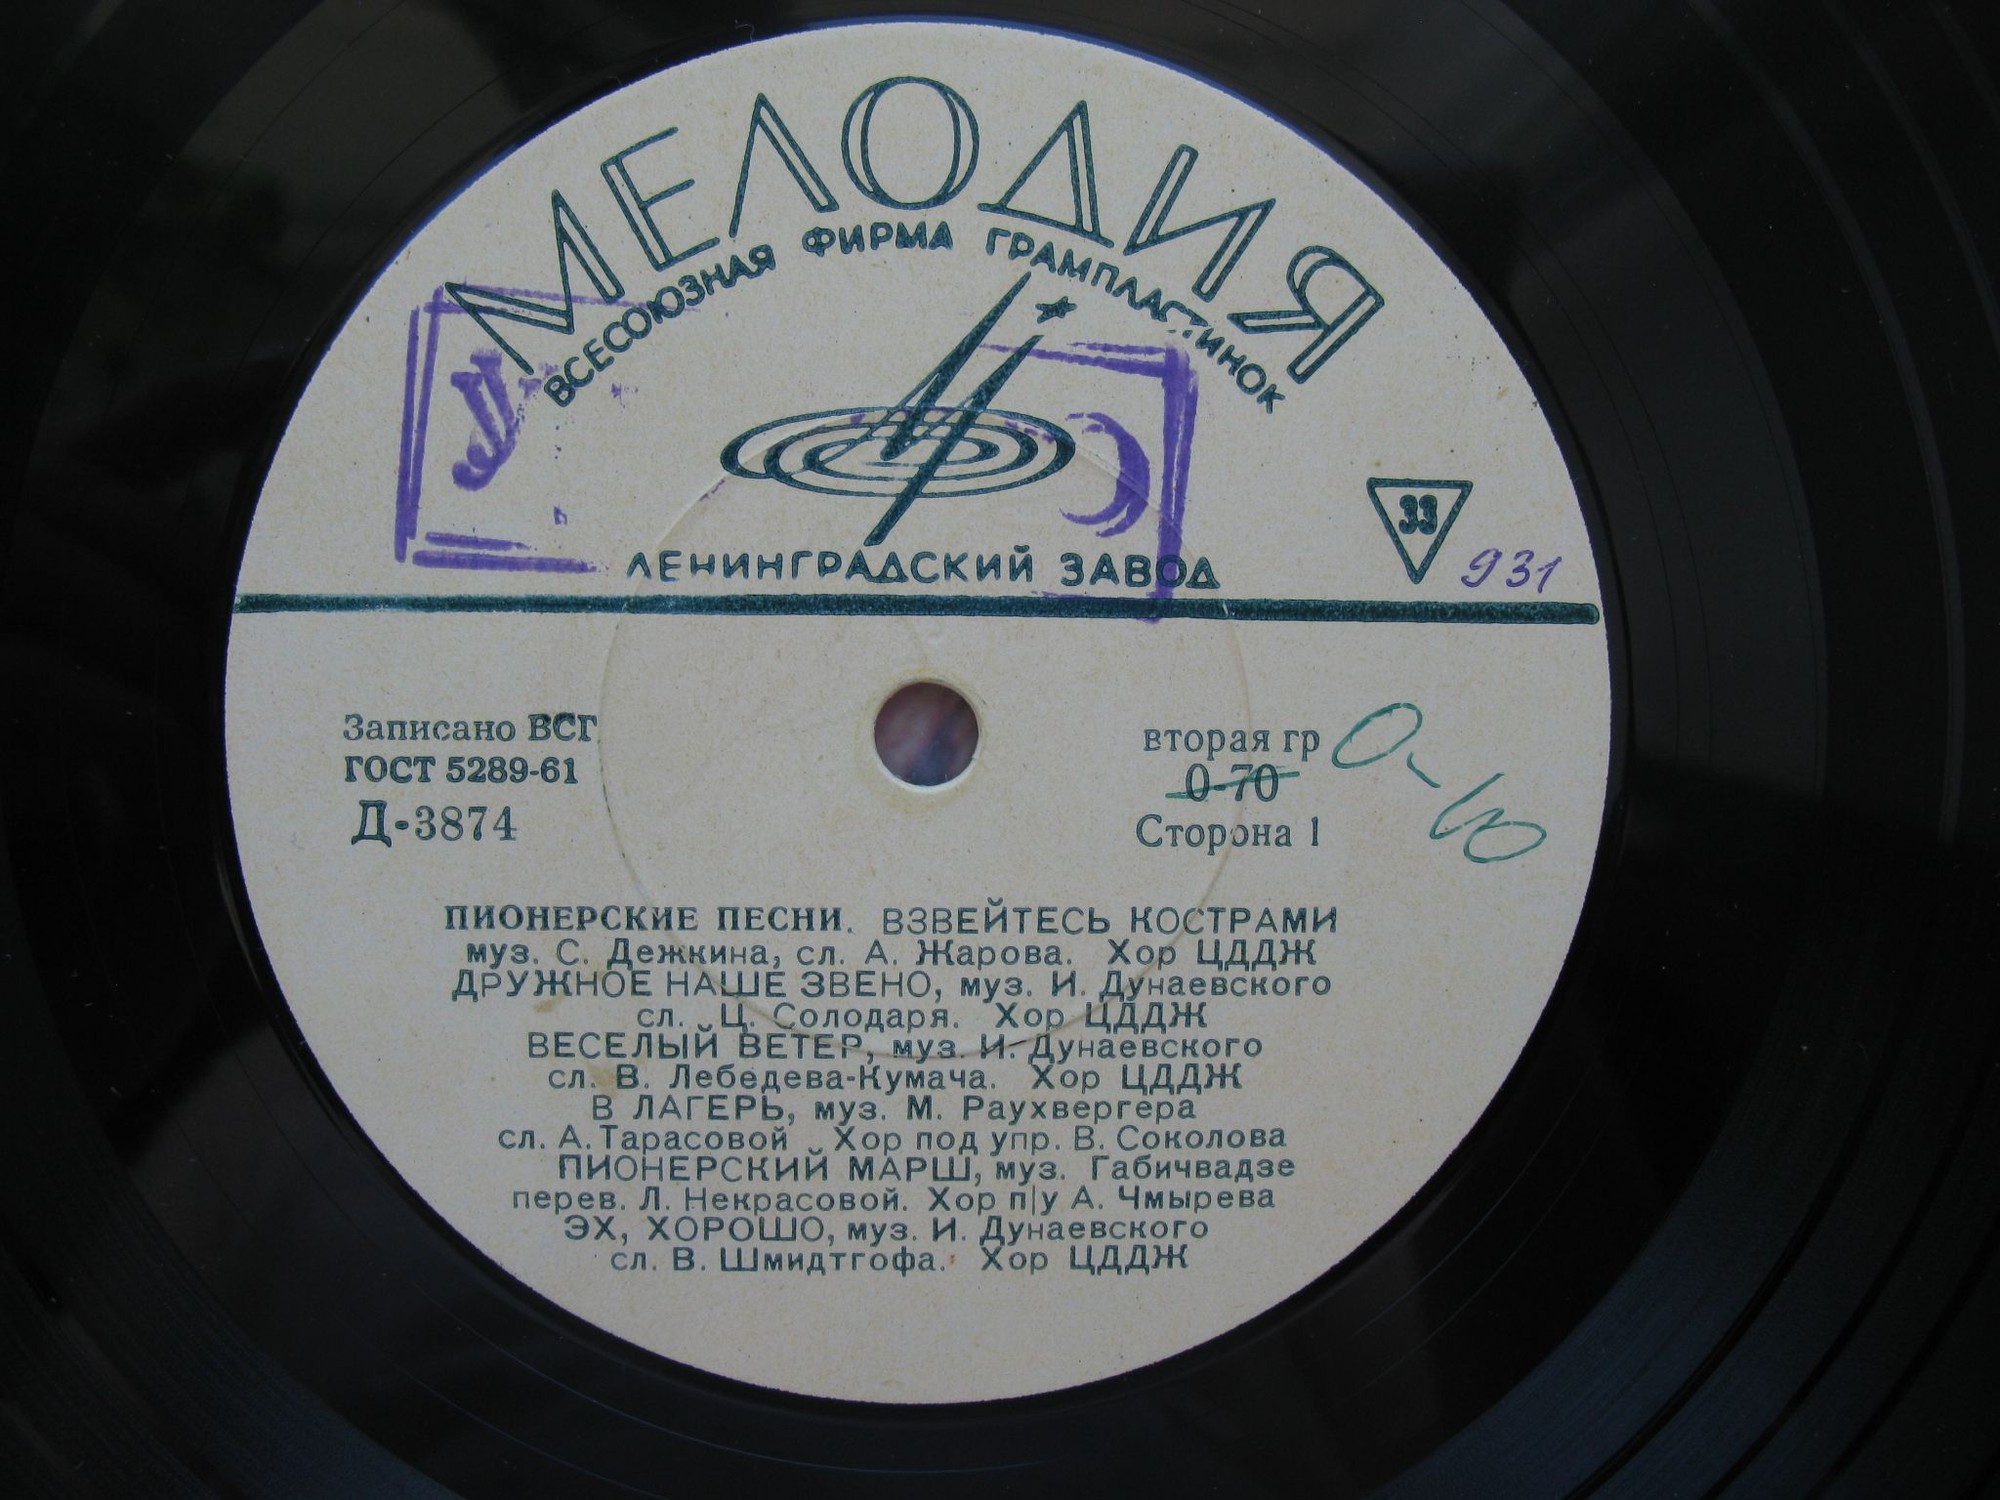 МЕЛОДИЯ
ВСЕСОЮЗНАЯ ФИРМА ГРАМПЛАСТИНОК
ЛЕНИНГРАДСКИЙ ЗАВОД
33
931
Записано ВСГ
ГОСТ 5289-61
Д-3874
вторая гр
0-70
Сторона 1
ПИОНЕРСКИЕ ПЕСНИ. ВЗВЕЙТЕСЬ КОСТРАМИ
муз. С. Дежкина, сл. А. Жарова. Хор ЦДДЖ
ДРУЖНОЕ НАШЕ ЗВЕНО, муз. И. Дунаевского
сл. Ц. Солодаря. Хор ЦДДЖ
ВЕСЕЛЫЙ ВЕТЕР, муз. И. Дунаевского
сл. В. Лебедева-Кумача. Хор ЦДДЖ
В ЛАГЕРЬ, муз. М. Раухвергера
сл. А. Тарасовой Хор под упр. В. Соколова
ПИОНЕРСКИЙ МАРШ, муз. Габичвадзе
перев. Л. Некрасовой. Хор п/у А. Чмырева
ЭХ, ХОРОШО, муз. И. Дунаевского
сл. В. Шмидтгофа. Хор ЦДДЖ